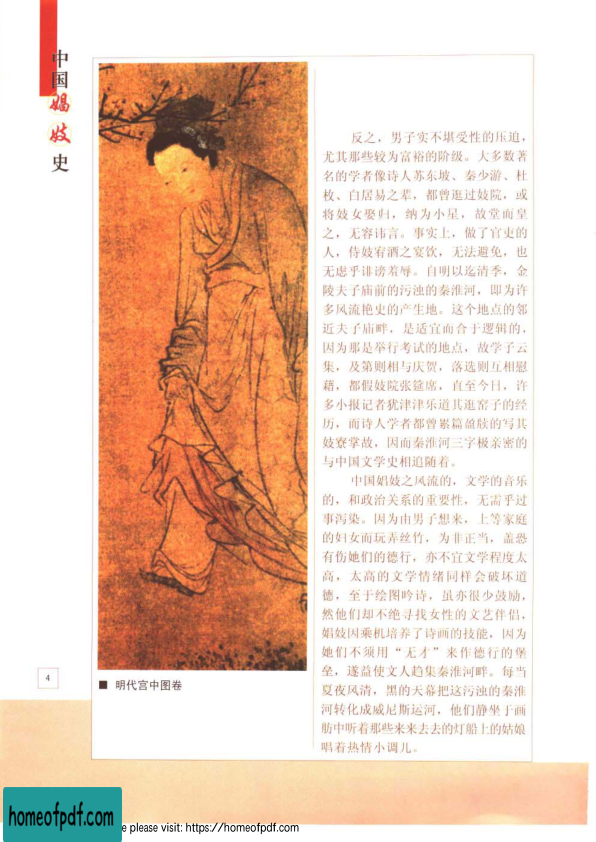 中国娼妓史
反之，男子实不堪受性的压迫，
尤其那些较为富裕的阶级。大多数著
名的学者像诗人苏东坡、秦少游、杜
枚、白居易之辈，都曾逛过妓院，或
将妓女娶归，纳为小星，故堂而皇
之，无容讳言。事实上，做了官吏的
人，侍妓宥酒之宴饮，无法避免，也
无虑乎诽谤羞辱。自明以迄清季，金
陵夫子庙前的污浊的秦淮河，即为许
多风流艳史的产生地。这个地点的邻
近夫子庙畔，是适宜而合于逻辑的，
因为那是举行考试的地点，故学子云
集，及第则相与庆贺，落选则互相慰
藉，都假妓院张筵席，直至今日，许
多小报记者犹津津乐道其逛窑子的经
历，而诗人学者都曾累篇盈牍的写其
妓寮掌故，因而秦淮河三字极亲密的
与中国文学史相追随着。
中国娼妓之风流的，文学的音乐
的，和政治关系的重要性，无需乎过
事渲染。因为由男子想来，上等家庭
的妇女而玩弄丝竹，为非正当，盖恐
有伤她们的德行，亦不宜文学程度太
高，太高的文学情绪同样会破坏道
德，至于绘图吟诗，虽亦很少鼓励，
然他们却不绝寻找女性的文艺伴侣，
娼妓因乘机培养了诗画的技能，因为
她们不须用“无才”来作德行的堡
垒，遂益使文人趋集秦淮河畔。每当
夏夜风清，黑的天幕把这污浊的秦淮
河转化成威尼斯运河，他们静坐于画
舫中听着那些来来去去的灯船上的姑娘
唱着热情小调儿。
■ 明代宫中图卷
4
homeofpdf.com
e please visit: https://homeofpdf.com